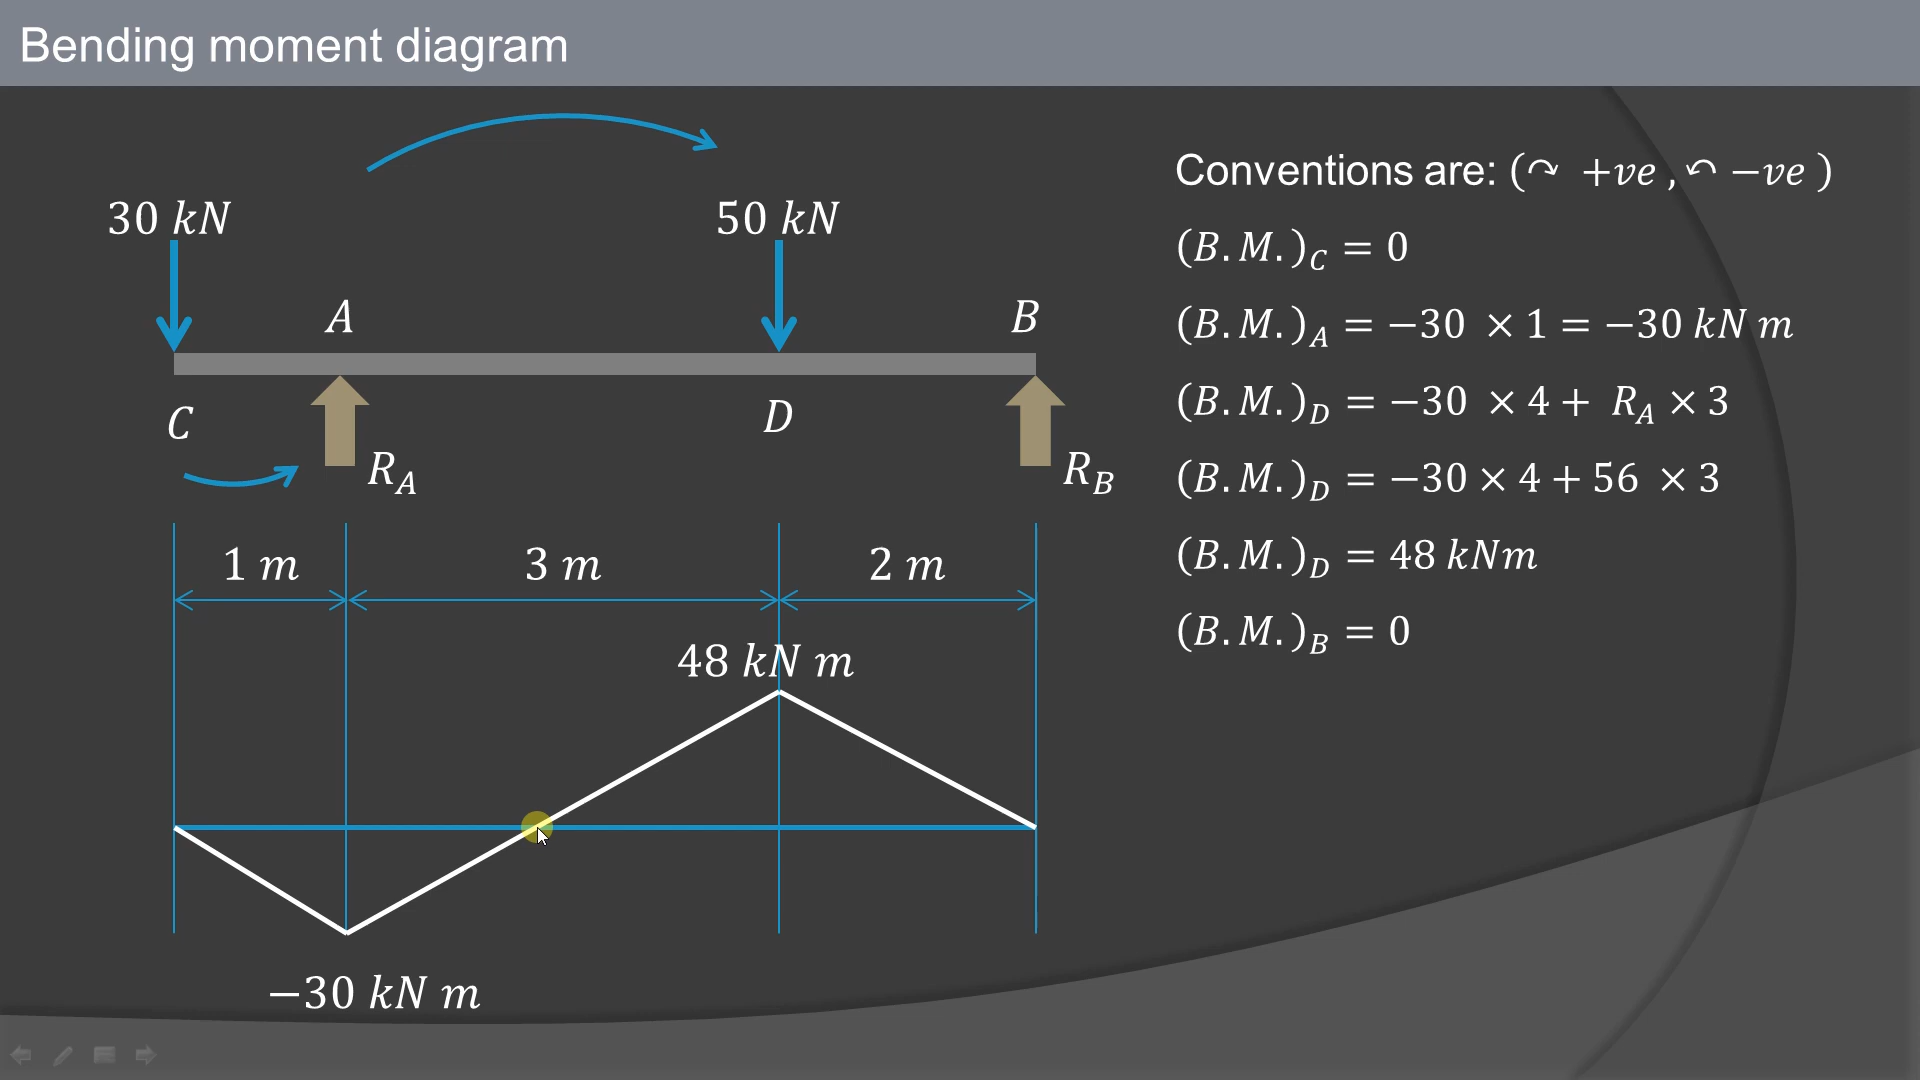 Bending moment diagram
Conventions are: (↷ +ve , ↶ −ve )
30 kN
50 kN
(B.M.)_C = 0
A
B
(B.M.)_A = −30 × 1 = −30 kN m
C
D
(B.M.)_D = −30 × 4 + R_A × 3
R_A
R_B
(B.M.)_D = −30 × 4 + 56 × 3
1 m
3 m
2 m
(B.M.)_D = 48 kNm
(B.M.)_B = 0
48 kN m
−30 kN m